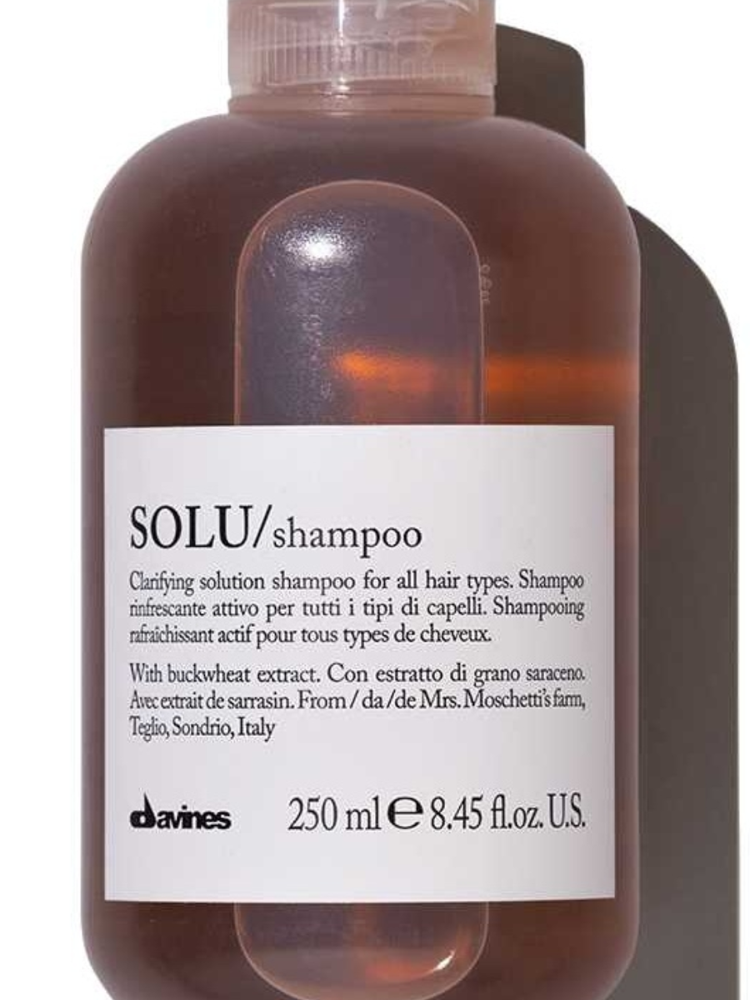 SOLU/shampoo
Clarifying solution shampoo for all hair types. Shampoo
rinfrescante attivo per tutti i tipi di capelli. Shampooing
rafraîchissant actif pour tous types de cheveux.
With buckwheat extract. Con estratto di grano saraceno.
Avec extrait de sarrasin. From / da /de Mrs. Moschetti's farm,
Teglio, Sondrio, Italy
davines 250 ml ℮ 8.45 fl.oz. U.S.